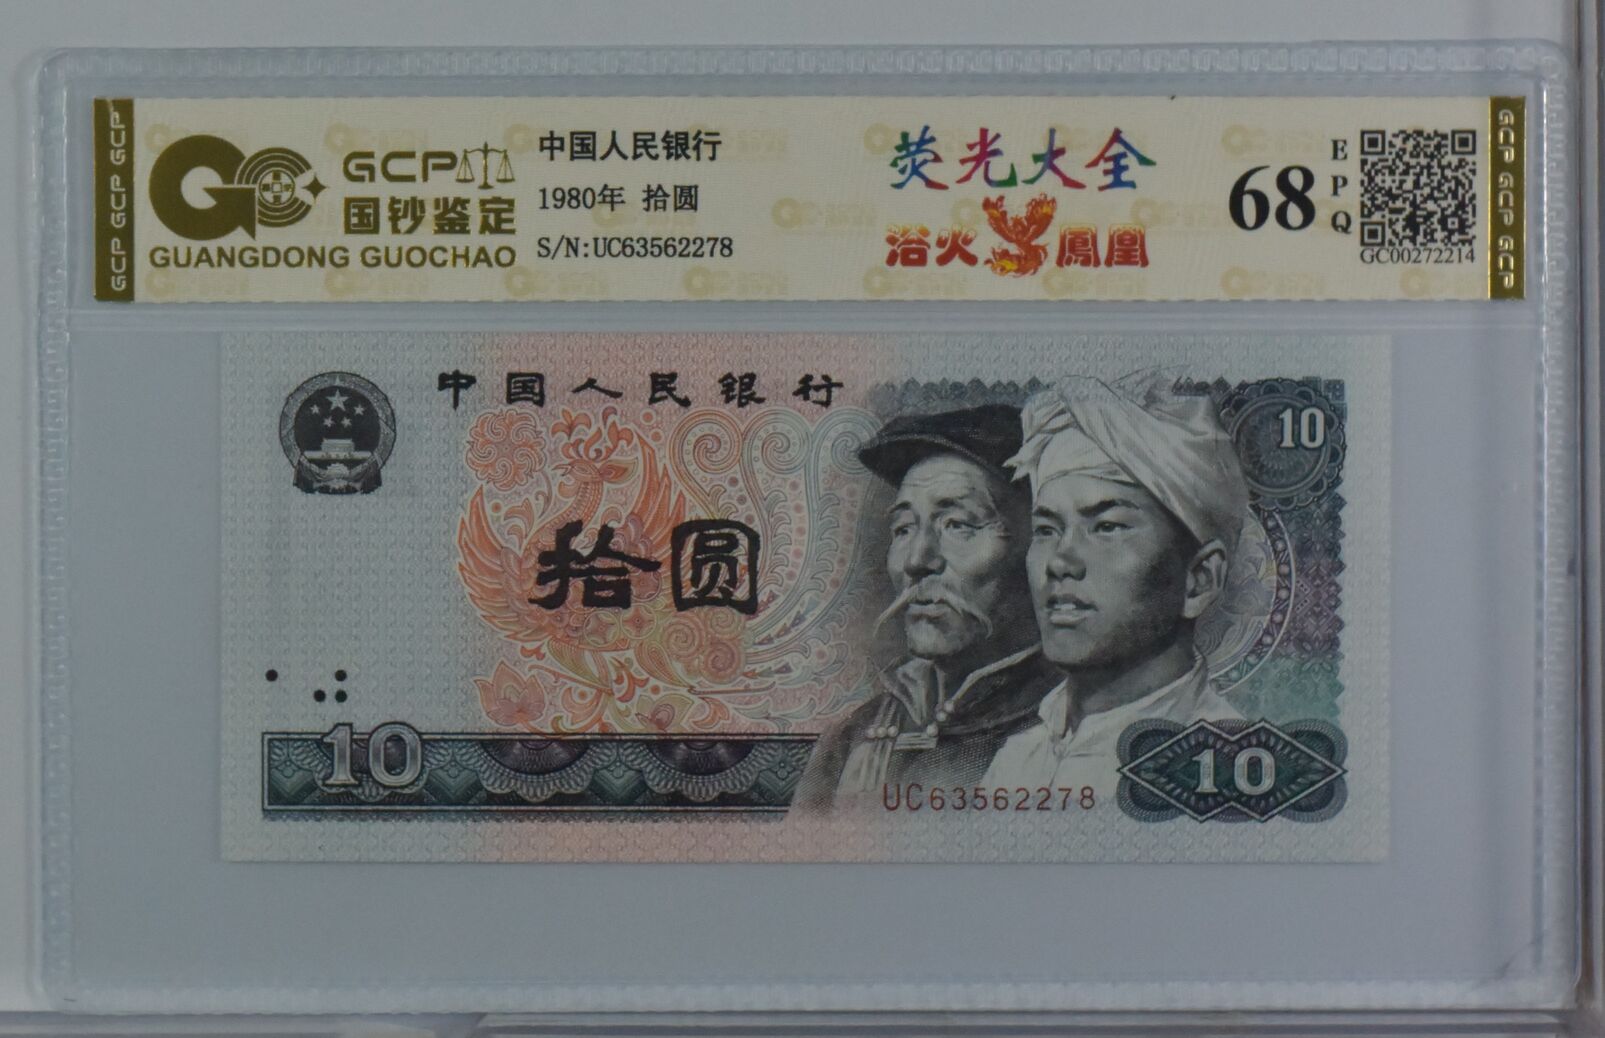 GCP GCP GCP
GCP
国钞鉴定
GUANGDONG GUOCHAO
中国人民银行
1980年 拾圆
S/N:UC63562278
荧光大全
浴火鳳凰
68
EPQ
GC00272214
GCP GCP GCP
中国人民银行
10
拾圆
10
UC63562278
10